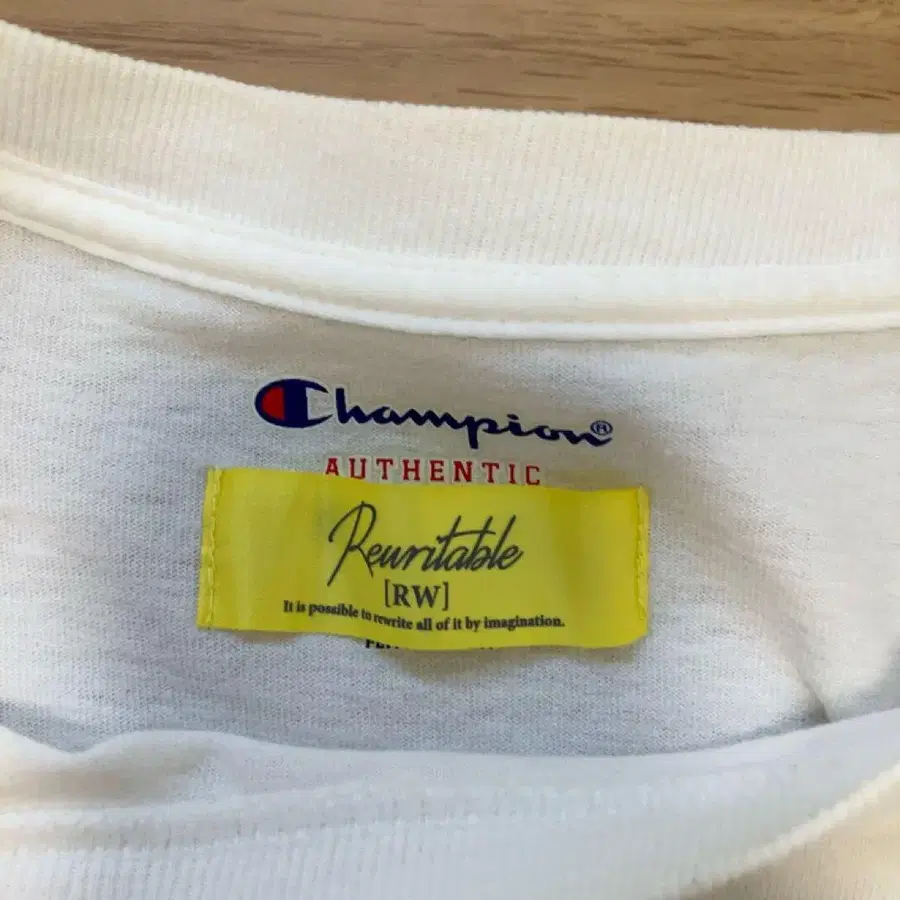 Champion®
AUTHENTIC
Rewritable
[RW]
It is possible to rewrite all of it by imagination.